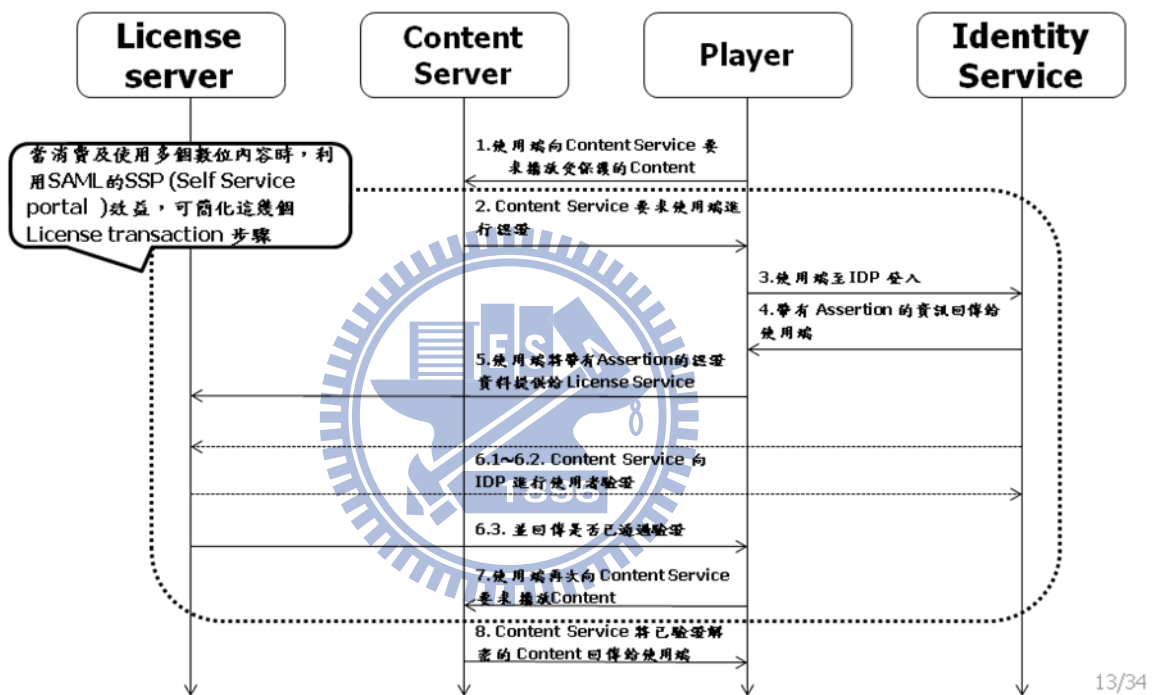 License
server
Content
Server
Player
Identity
Service
當消費及使用多個數位內容時，利
用SAML的SSP (Self Service
portal )效益，可簡化這幾個
License transaction 步驟
1.使用端向Content Service 要
求播放受保護的Content
2. Content Service 要求使用端進
行認證
3.使用端至IDP 登入
4.帶有 Assertion 的資訊回傳給
使用端
5.使用端將帶有Assertion的認證
資料提供給 License Service
6.1~6.2. Content Service 向
IDP 進行使用者驗證
6.3. 並回傳是否已通過驗證
7.使用端再次向 Content Service
要求播放Content
8. Content Service 將已驗證解
密的 Content 回傳給使用端
ESA
8
1896
13/34